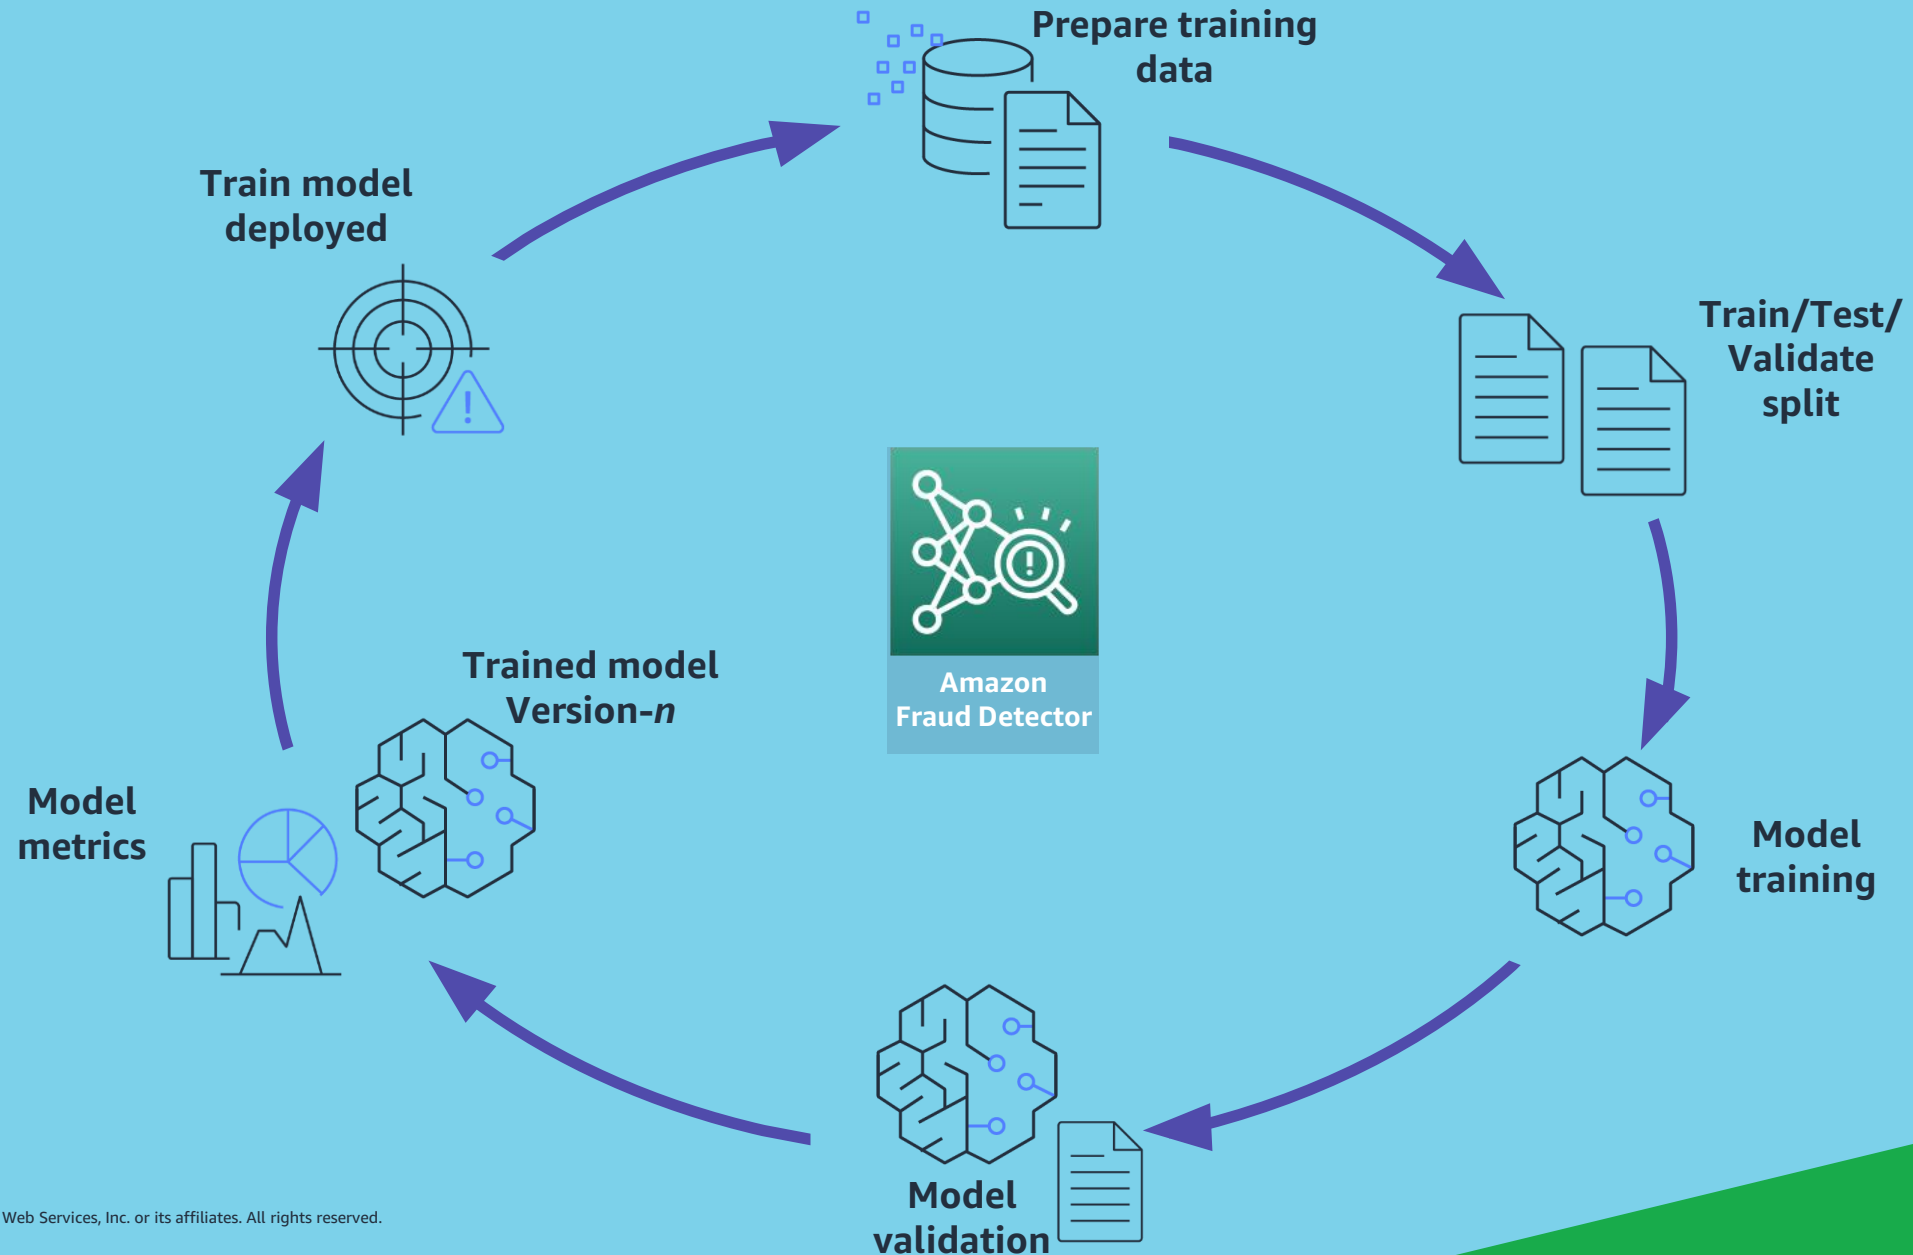 Prepare training
data
Train model
deployed
Train/Test/
Validate
split
Amazon
Fraud Detector
Trained model
Version-n
Model
metrics
Model
training
Model
validation
Web Services, Inc. or its affiliates. All rights reserved.